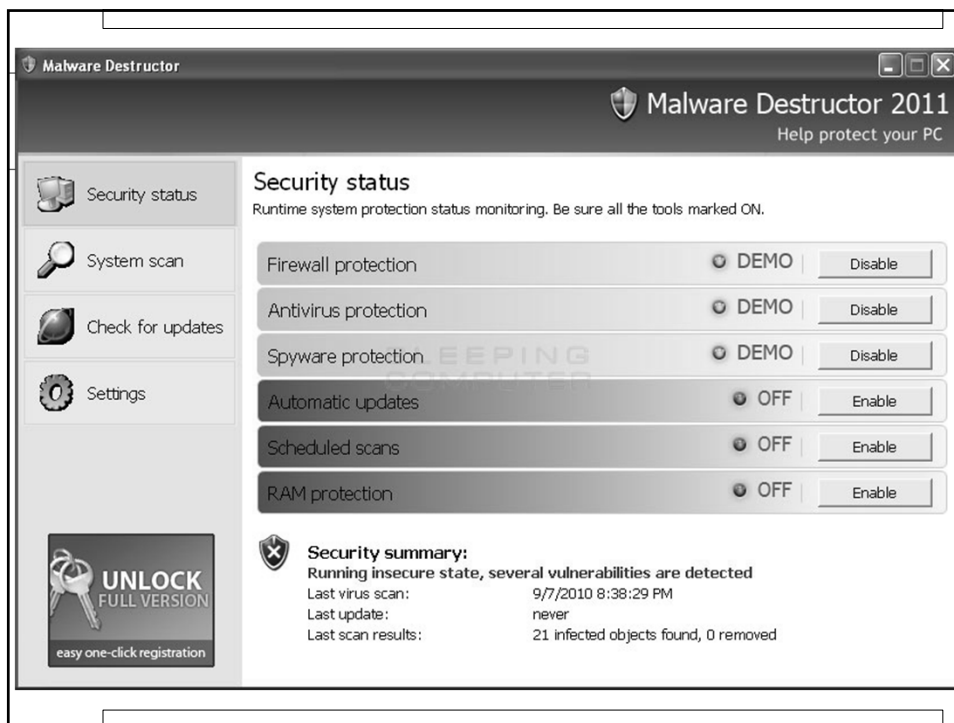 Malware Destructor
Malware Destructor 2011
Help protect your PC
Security status
System scan
Check for updates
Settings
UNLOCK
FULL VERSION
easy one-click registration
Security status
Runtime system protection status monitoring. Be sure all the tools marked ON.
Firewall protection DEMO Disable
Antivirus protection DEMO Disable
Spyware protection DEMO Disable
BLEEPING
COMPUTER
Automatic updates OFF Enable
Scheduled scans OFF Enable
RAM protection OFF Enable
Security summary:
Running insecure state, several vulnerabilities are detected
Last virus scan: 9/7/2010 8:38:29 PM
Last update: never
Last scan results: 21 infected objects found, 0 removed